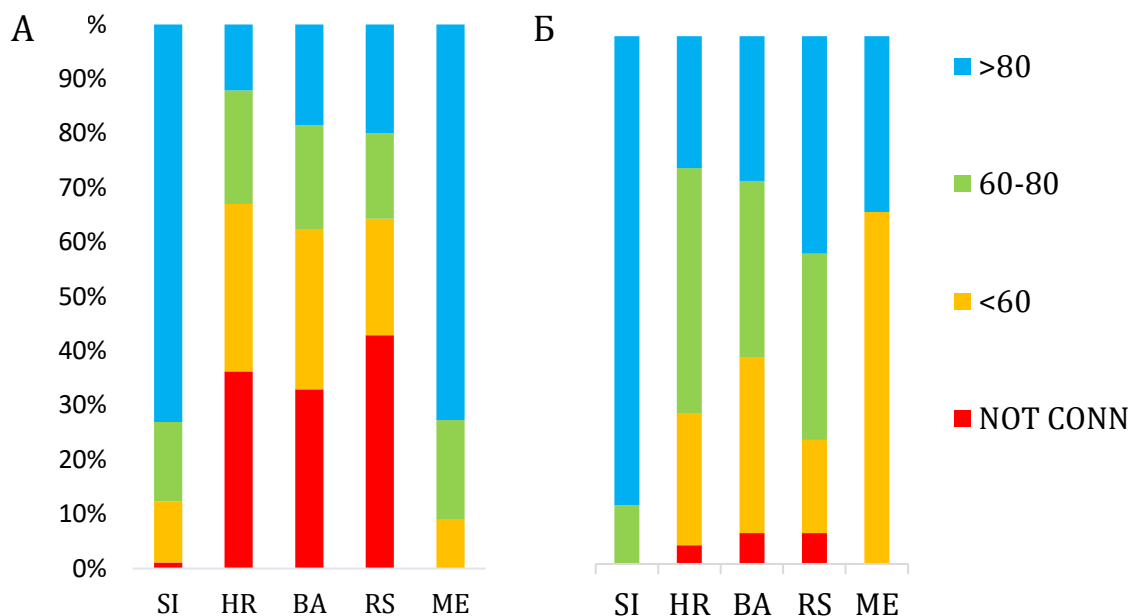 А
%
90%
80%
70%
60%
50%
40%
30%
20%
10%
0%
SI HR BA RS ME
Б
SI HR BA RS ME
>80
60-80
<60
NOT CONN